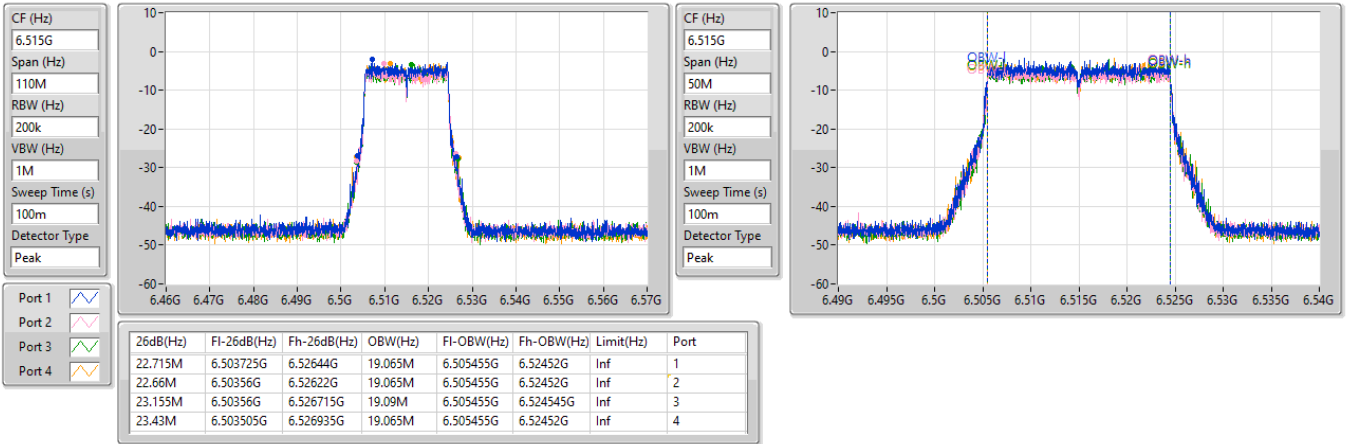 CF (Hz)
6.515G
Span (Hz)
110M
RBW (Hz)
200k
VBW (Hz)
1M
Sweep Time (s)
100m
Detector Type
Peak
10
0
-10
-20
-30
-40
-50
-60
6.46G 6.47G 6.48G 6.49G 6.5G 6.51G 6.52G 6.53G 6.54G 6.55G 6.56G 6.57G
CF (Hz)
6.515G
Span (Hz)
50M
RBW (Hz)
200k
VBW (Hz)
1M
Sweep Time (s)
100m
Detector Type
Peak
10
0
-10
-20
-30
-40
-50
-60
OBW-l
OBW-h
6.49G 6.495G 6.5G 6.505G 6.51G 6.515G 6.52G 6.525G 6.53G 6.535G 6.54G
Port 1
Port 2
Port 3
Port 4
26dB(Hz) Fl-26dB(Hz) Fh-26dB(Hz) OBW(Hz) Fl-OBW(Hz) Fh-OBW(Hz) Limit(Hz) Port
22.715M 6.503725G 6.52644G 19.065M 6.505455G 6.52452G Inf 1
22.66M 6.50356G 6.52622G 19.065M 6.505455G 6.52452G Inf 2
23.155M 6.50356G 6.526715G 19.09M 6.505455G 6.524545G Inf 3
23.43M 6.503505G 6.526935G 19.065M 6.505455G 6.52452G Inf 4